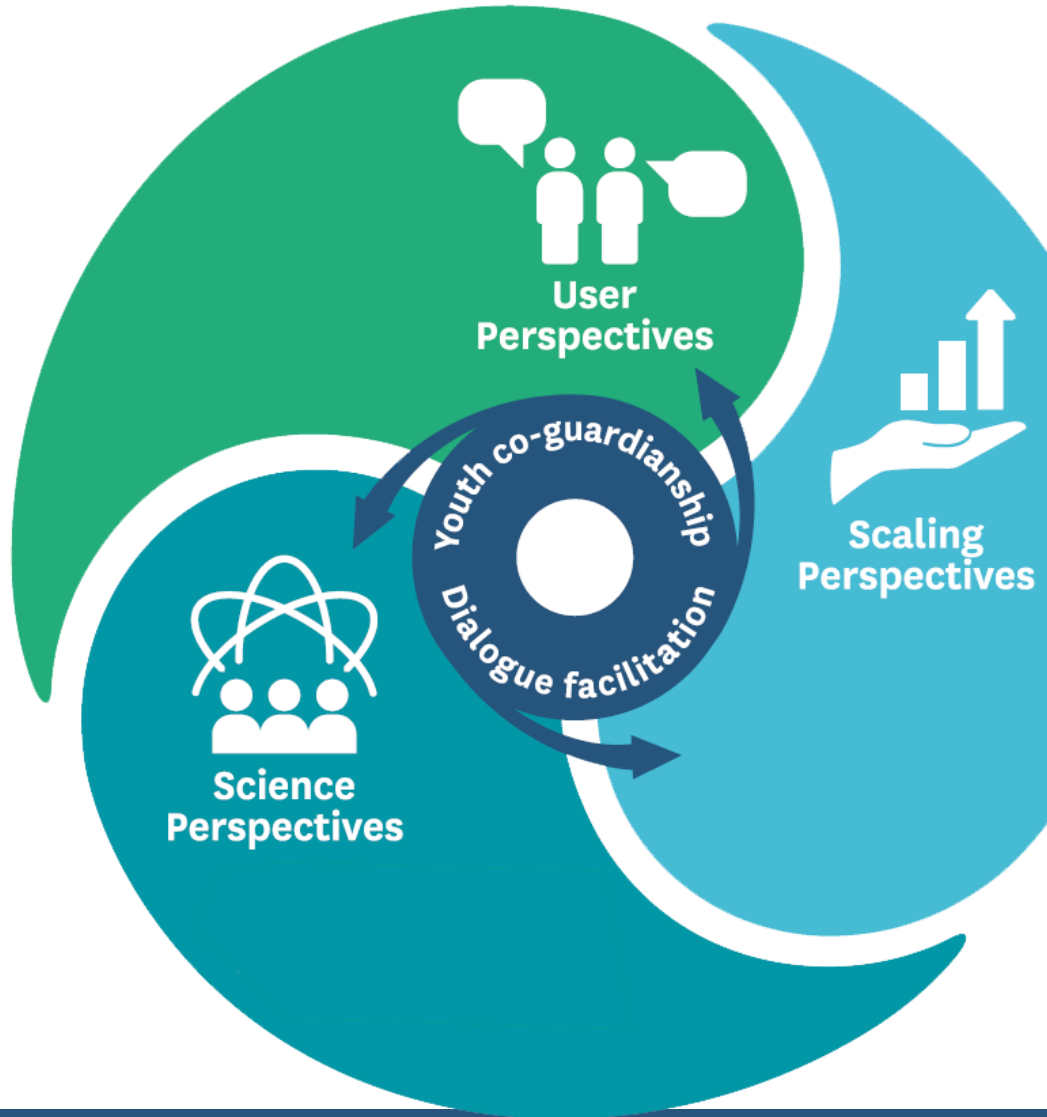 User
Perspectives
Scaling
Perspectives
Youth co-guardianship
Dialogue facilitation
Science
Perspectives